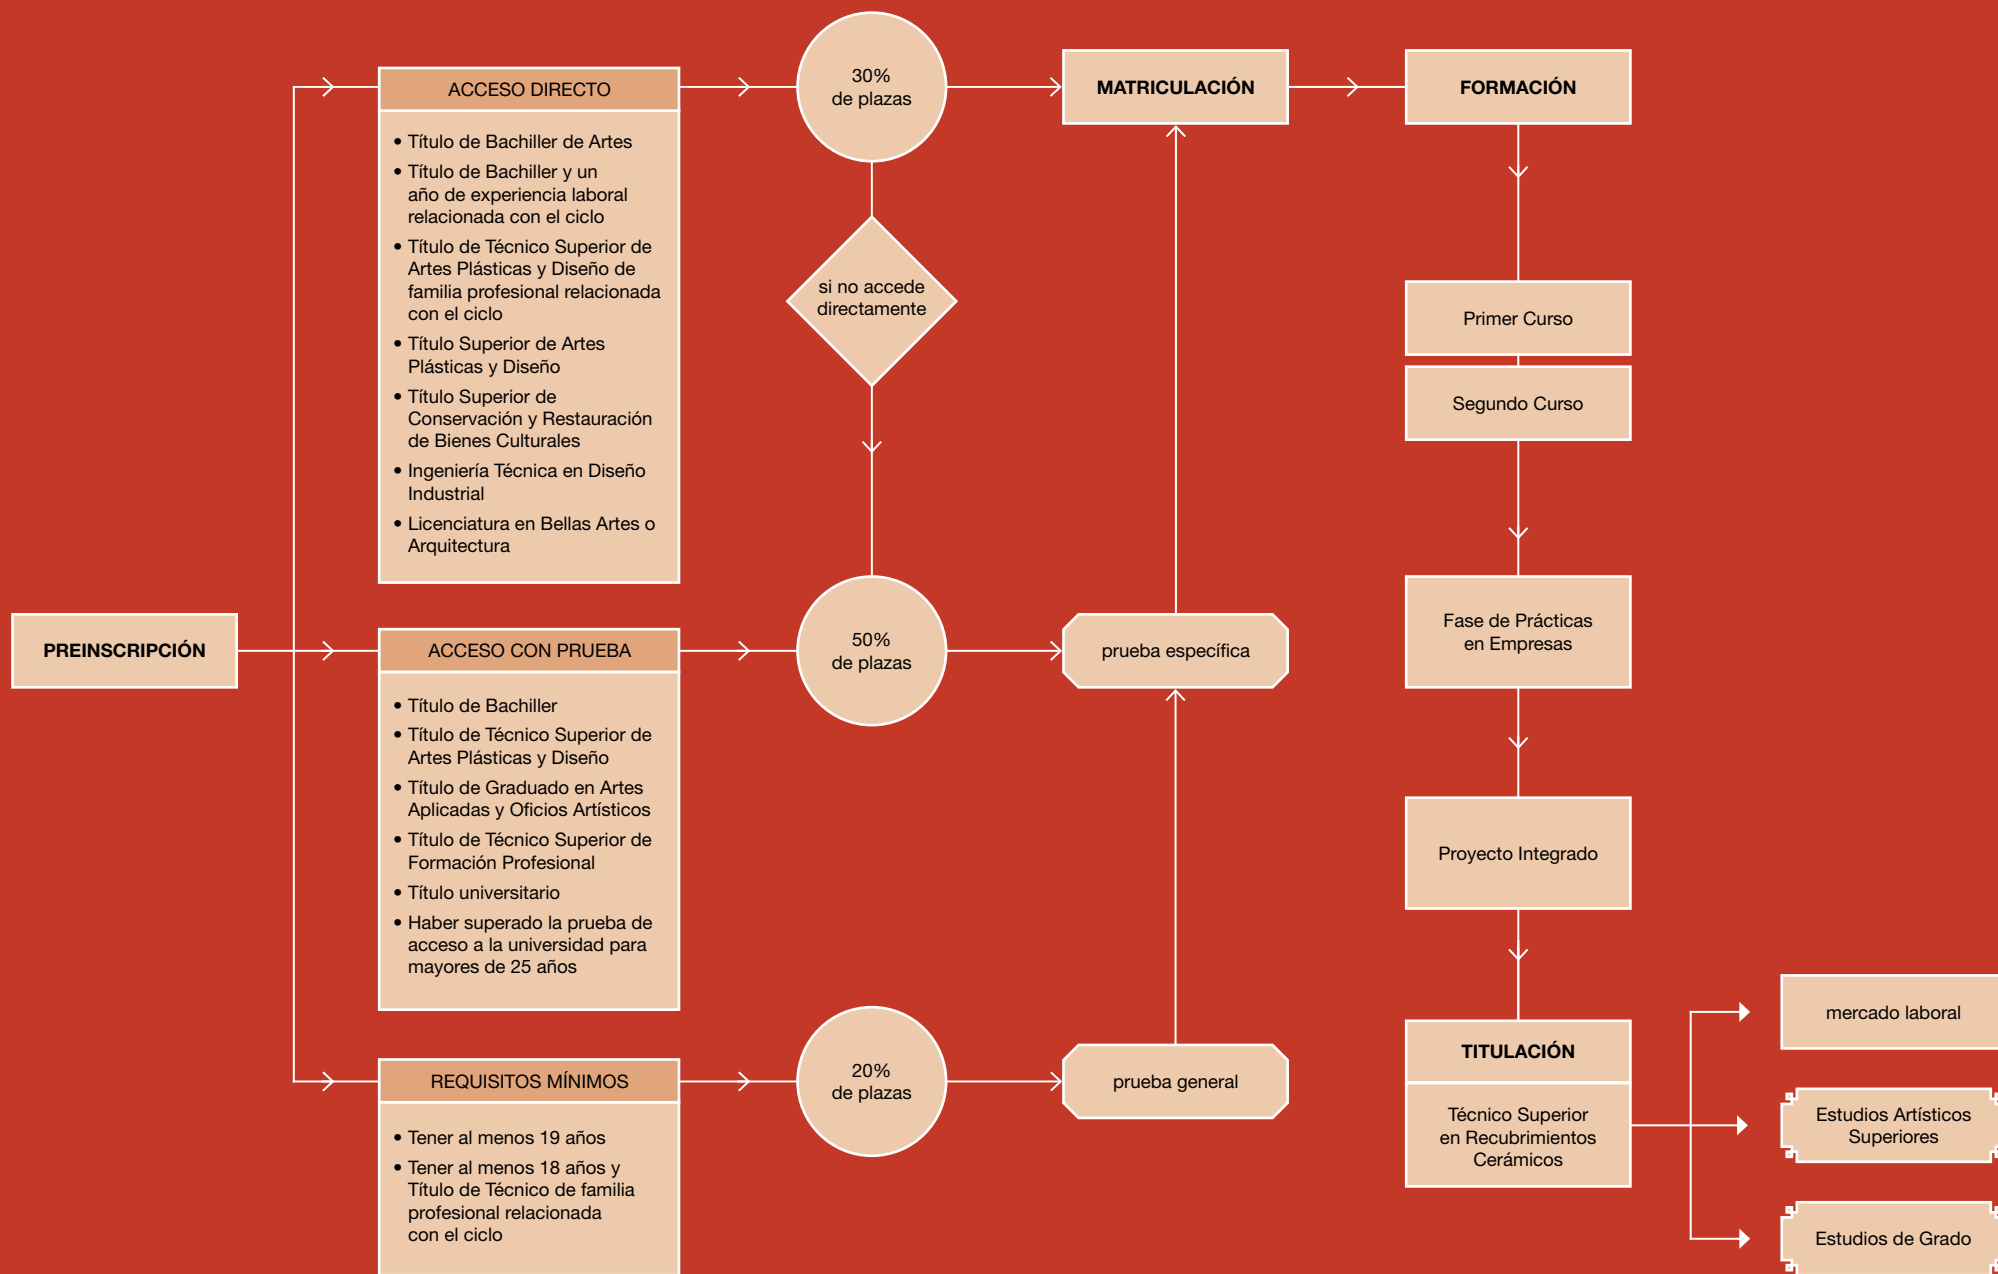 PREINSCRIPCIÓN
ACCESO DIRECTO
• Título de Bachiller de Artes
• Título de Bachiller y un
año de experiencia laboral
relacionada con el ciclo
• Título de Técnico Superior de
Artes Plásticas y Diseño de
familia profesional relacionada
con el ciclo
• Título Superior de Artes
Plásticas y Diseño
• Título Superior de
Conservación y Restauración
de Bienes Culturales
• Ingeniería Técnica en Diseño
Industrial
• Licenciatura en Bellas Artes o
Arquitectura
ACCESO CON PRUEBA
• Título de Bachiller
• Título de Técnico Superior de
Artes Plásticas y Diseño
• Título de Graduado en Artes
Aplicadas y Oficios Artísticos
• Título de Técnico Superior de
Formación Profesional
• Título universitario
• Haber superado la prueba de
acceso a la universidad para
mayores de 25 años
REQUISITOS MÍNIMOS
• Tener al menos 19 años
• Tener al menos 18 años y
Título de Técnico de familia
profesional relacionada
con el ciclo
30%
de plazas
si no accede
directamente
50%
de plazas
20%
de plazas
MATRICULACIÓN
prueba específica
prueba general
FORMACIÓN
Primer Curso
Segundo Curso
Fase de Prácticas
en Empresas
Proyecto Integrado
TITULACIÓN
Técnico Superior
en Recubrimientos
Cerámicos
mercado laboral
Estudios Artísticos
Superiores
Estudios de Grado